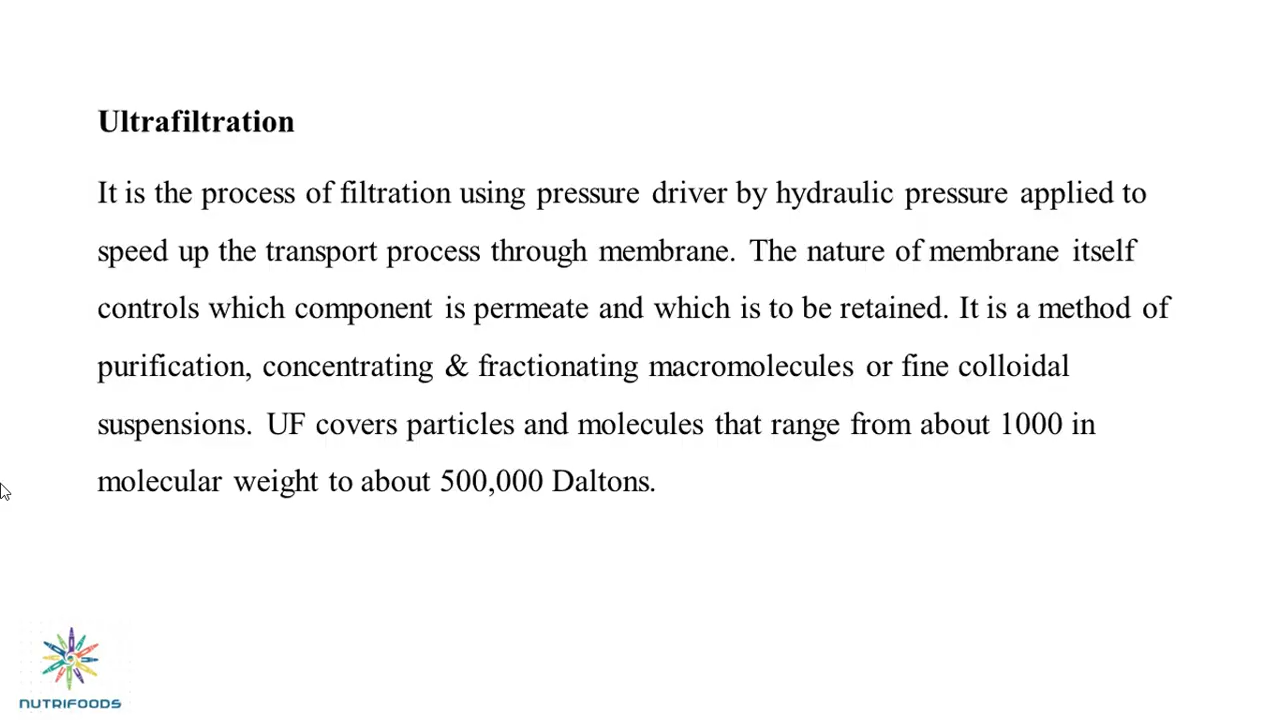 Ultrafiltration
It is the process of filtration using pressure driver by hydraulic pressure applied to
speed up the transport process through membrane. The nature of membrane itself
controls which component is permeate and which is to be retained. It is a method of
purification, concentrating & fractionating macromolecules or fine colloidal
suspensions. UF covers particles and molecules that range from about 1000 in
molecular weight to about 500,000 Daltons.
NUTRIFOODS